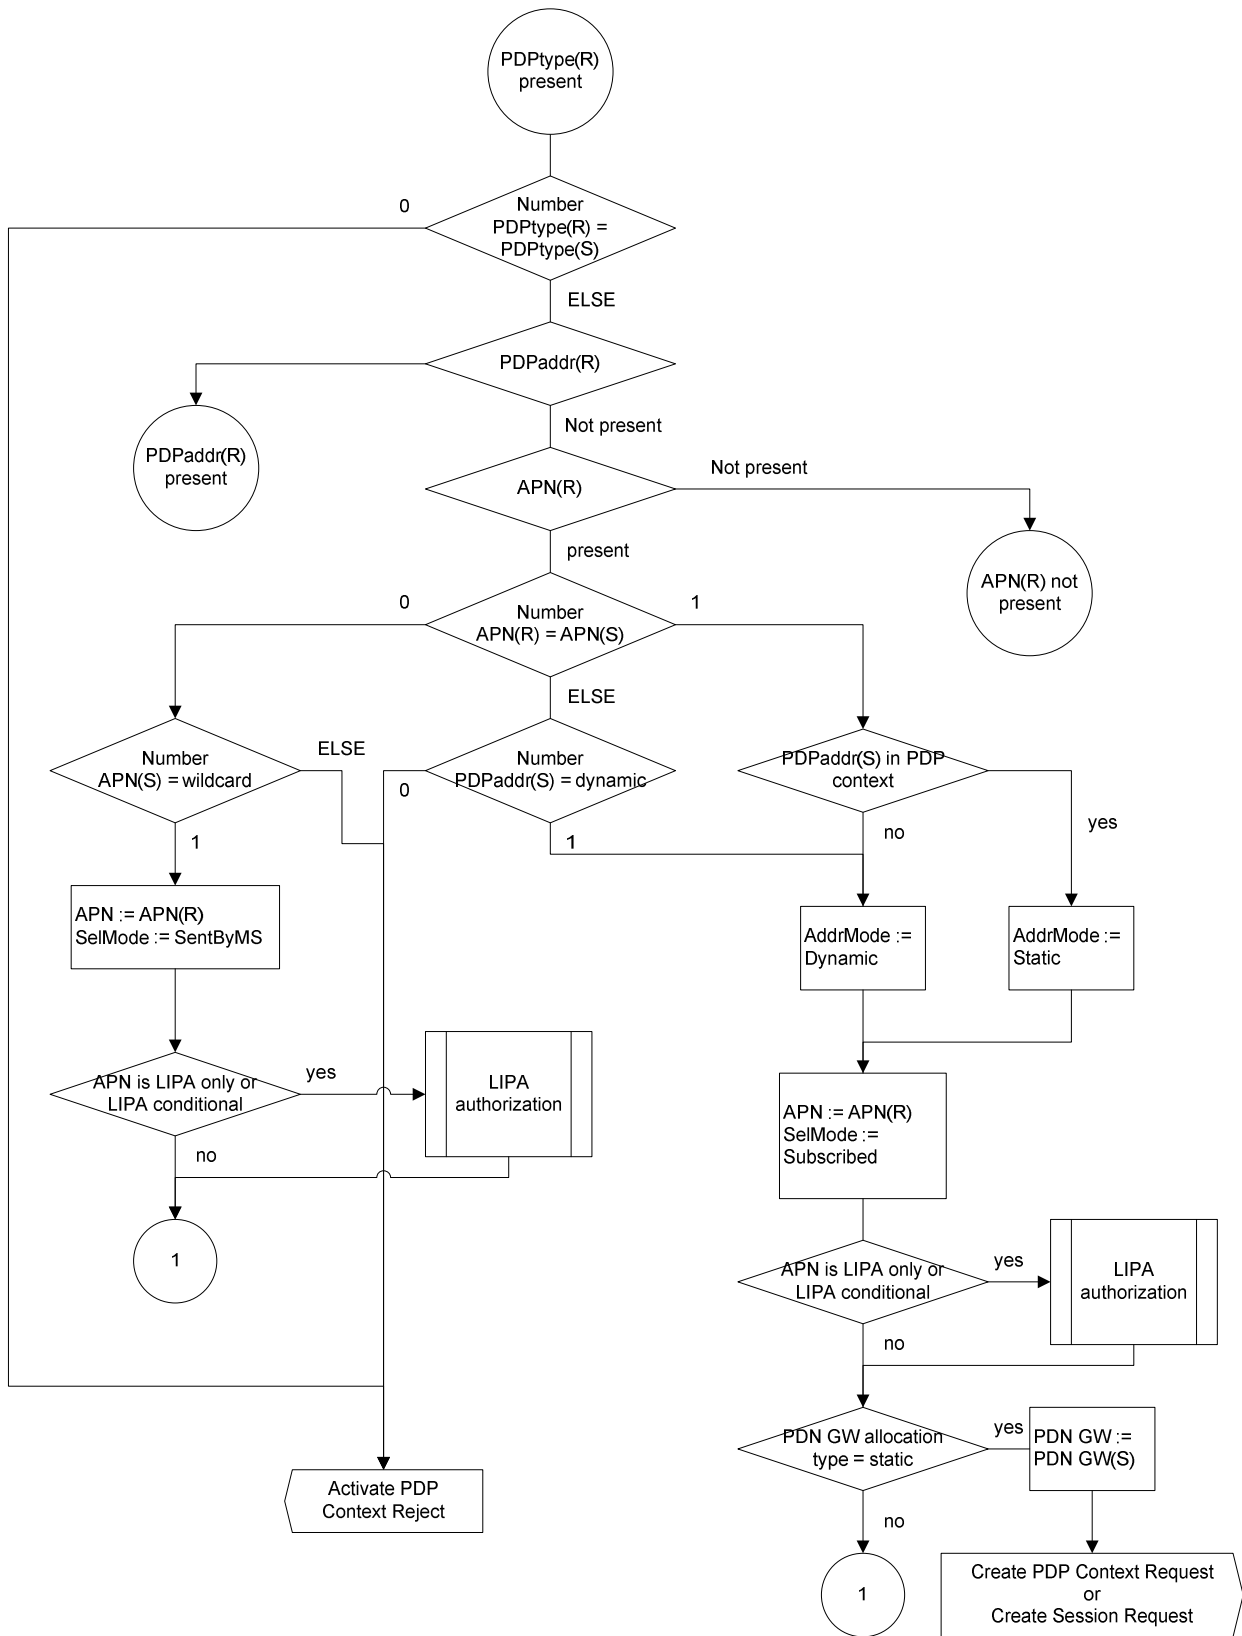 PDPtype(R)
present
0
Number
PDPtype(R) =
PDPtype(S)
ELSE
PDPaddr(R)
Not present
PDPaddr(R)
present
APN(R)
Not present
present
APN(R) not
present
0
Number
APN(R) = APN(S)
1
ELSE
Number
APN(S) = wildcard
ELSE
Number
PDPaddr(S) = dynamic
0
PDPaddr(S) in PDP
context
1
1
no
yes
APN := APN(R)
SelMode := SentByMS
AddrMode :=
Dynamic
AddrMode :=
Static
APN is LIPA only or
LIPA conditional
yes
LIPA
authorization
no
APN := APN(R)
SelMode :=
Subscribed
1
APN is LIPA only or
LIPA conditional
yes
LIPA
authorization
no
PDN GW allocation
type = static
yes
PDN GW :=
PDN GW(S)
Activate PDP
Context Reject
no
1
Create PDP Context Request
or
Create Session Request